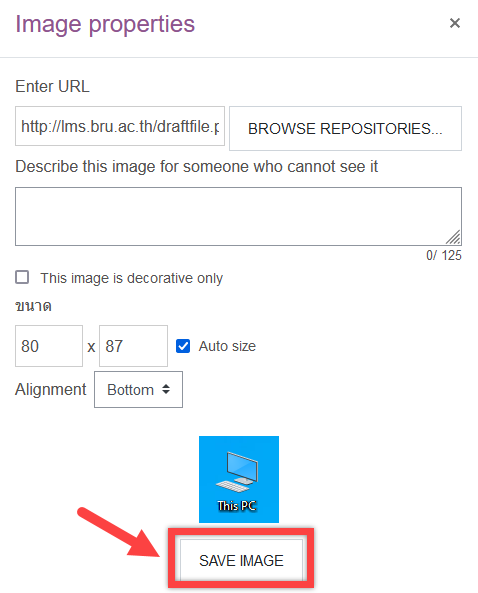 Image properties
×
Enter URL
http://lms.bru.ac.th/draftfile.p
BROWSE REPOSITORIES...
Describe this image for someone who cannot see it
0/ 125
This image is decorative only
ขนาด
80 x 87 Auto size
Alignment Bottom
This PC
SAVE IMAGE